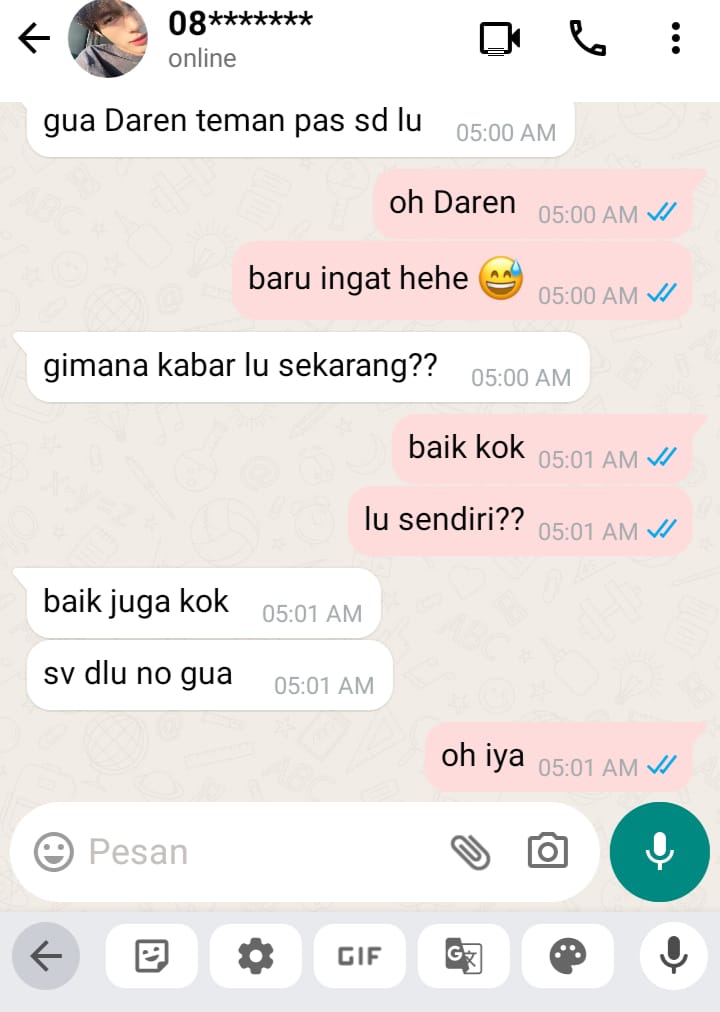 08*******
online
gua Daren teman pas sd lu 05:00 AM
oh Daren 05:00 AM
baru ingat hehe 😅 05:00 AM
gimana kabar lu sekarang?? 05:00 AM
baik kok 05:01 AM
lu sendiri?? 05:01 AM
baik juga kok 05:01 AM
sv dlu no gua 05:01 AM
oh iya 05:01 AM
Pesan
GIF